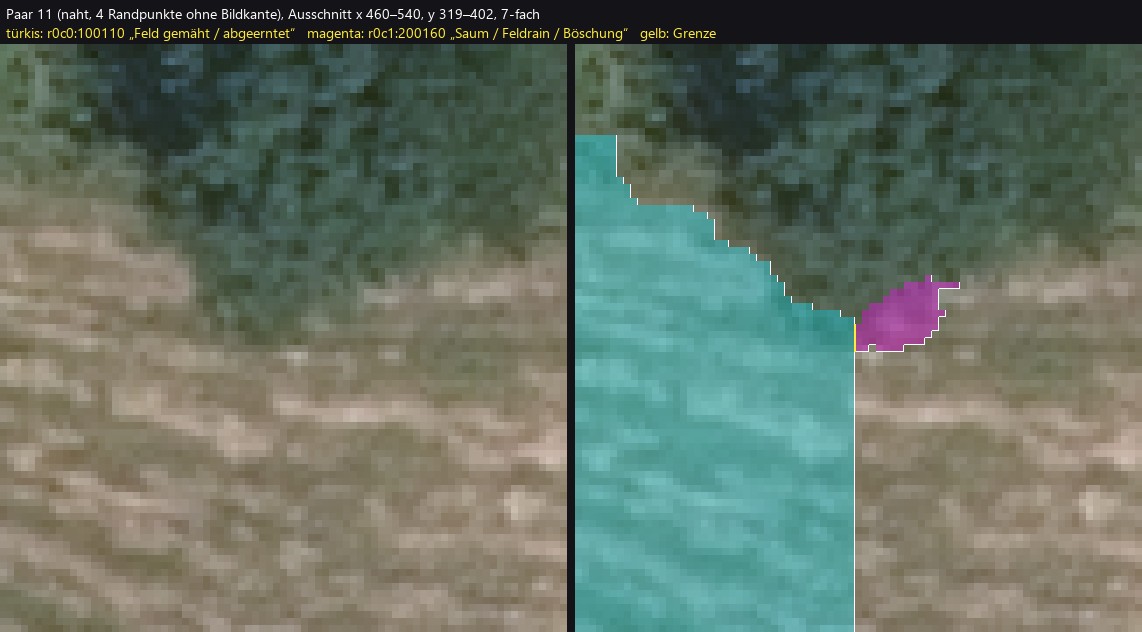 Paar 11 (naht, 4 Randpunkte ohne Bildkante), Ausschnitt x 460–540, y 319–402, 7-fach
türkis: r0c0:100110 „Feld gemäht / abgeerntet“ magenta: r0c1:200160 „Saum / Feldrain / Böschung“ gelb: Grenze